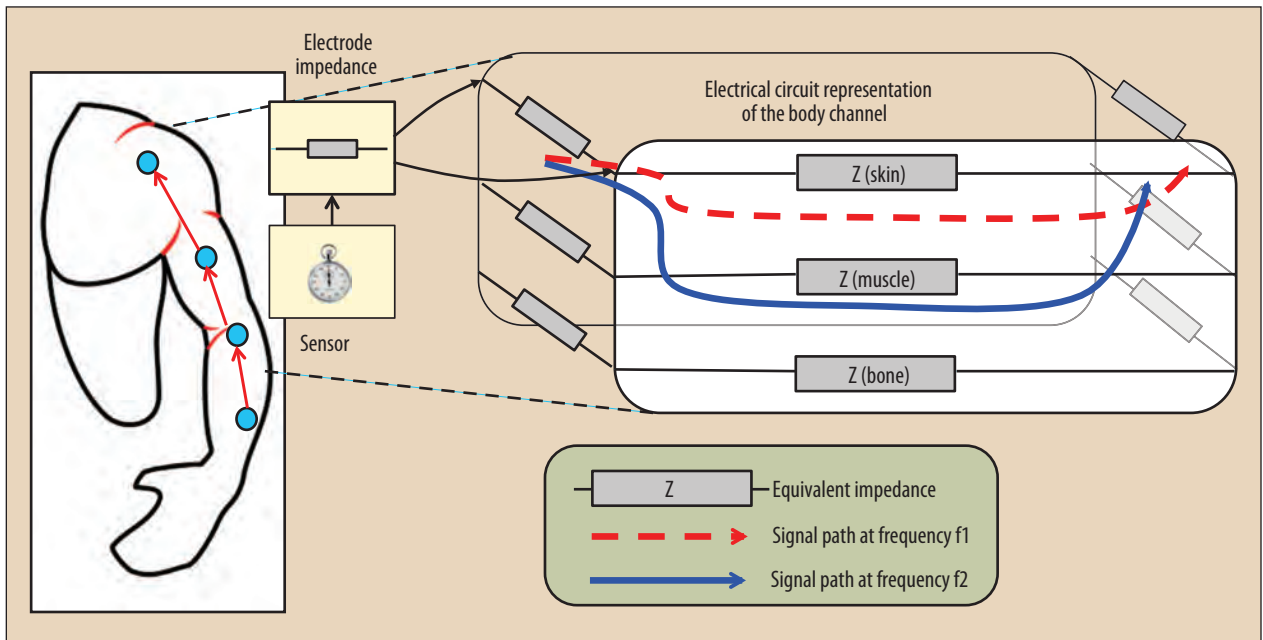 Electrode
impedance
Sensor
Electrical circuit representation
of the body channel
Z (skin)
Z (muscle)
Z (bone)
Z
Equivalent impedance
Signal path at frequency f1
Signal path at frequency f2